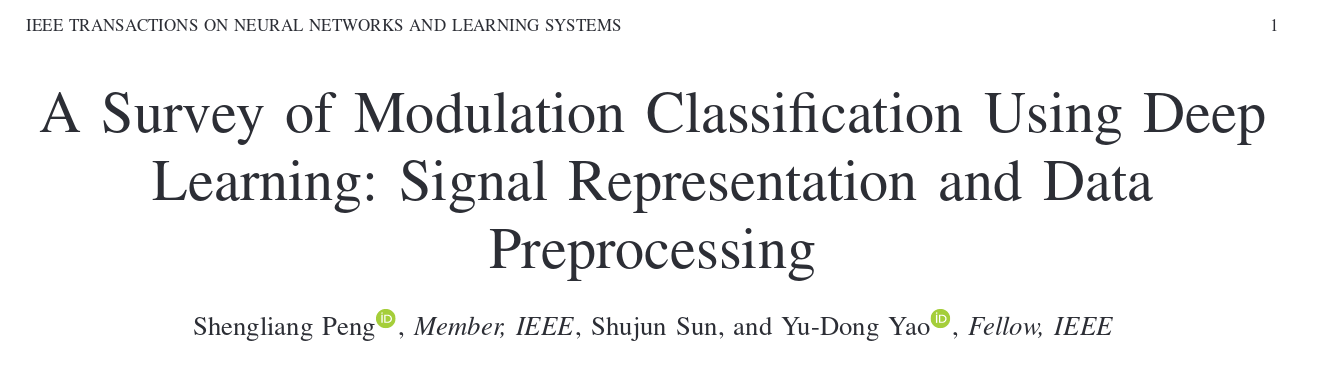 IEEE TRANSACTIONS ON NEURAL NETWORKS AND LEARNING SYSTEMS 1
A Survey of Modulation Classification Using Deep
Learning: Signal Representation and Data
Preprocessing
Shengliang Peng iD, Member, IEEE, Shujun Sun, and Yu-Dong Yao iD, Fellow, IEEE